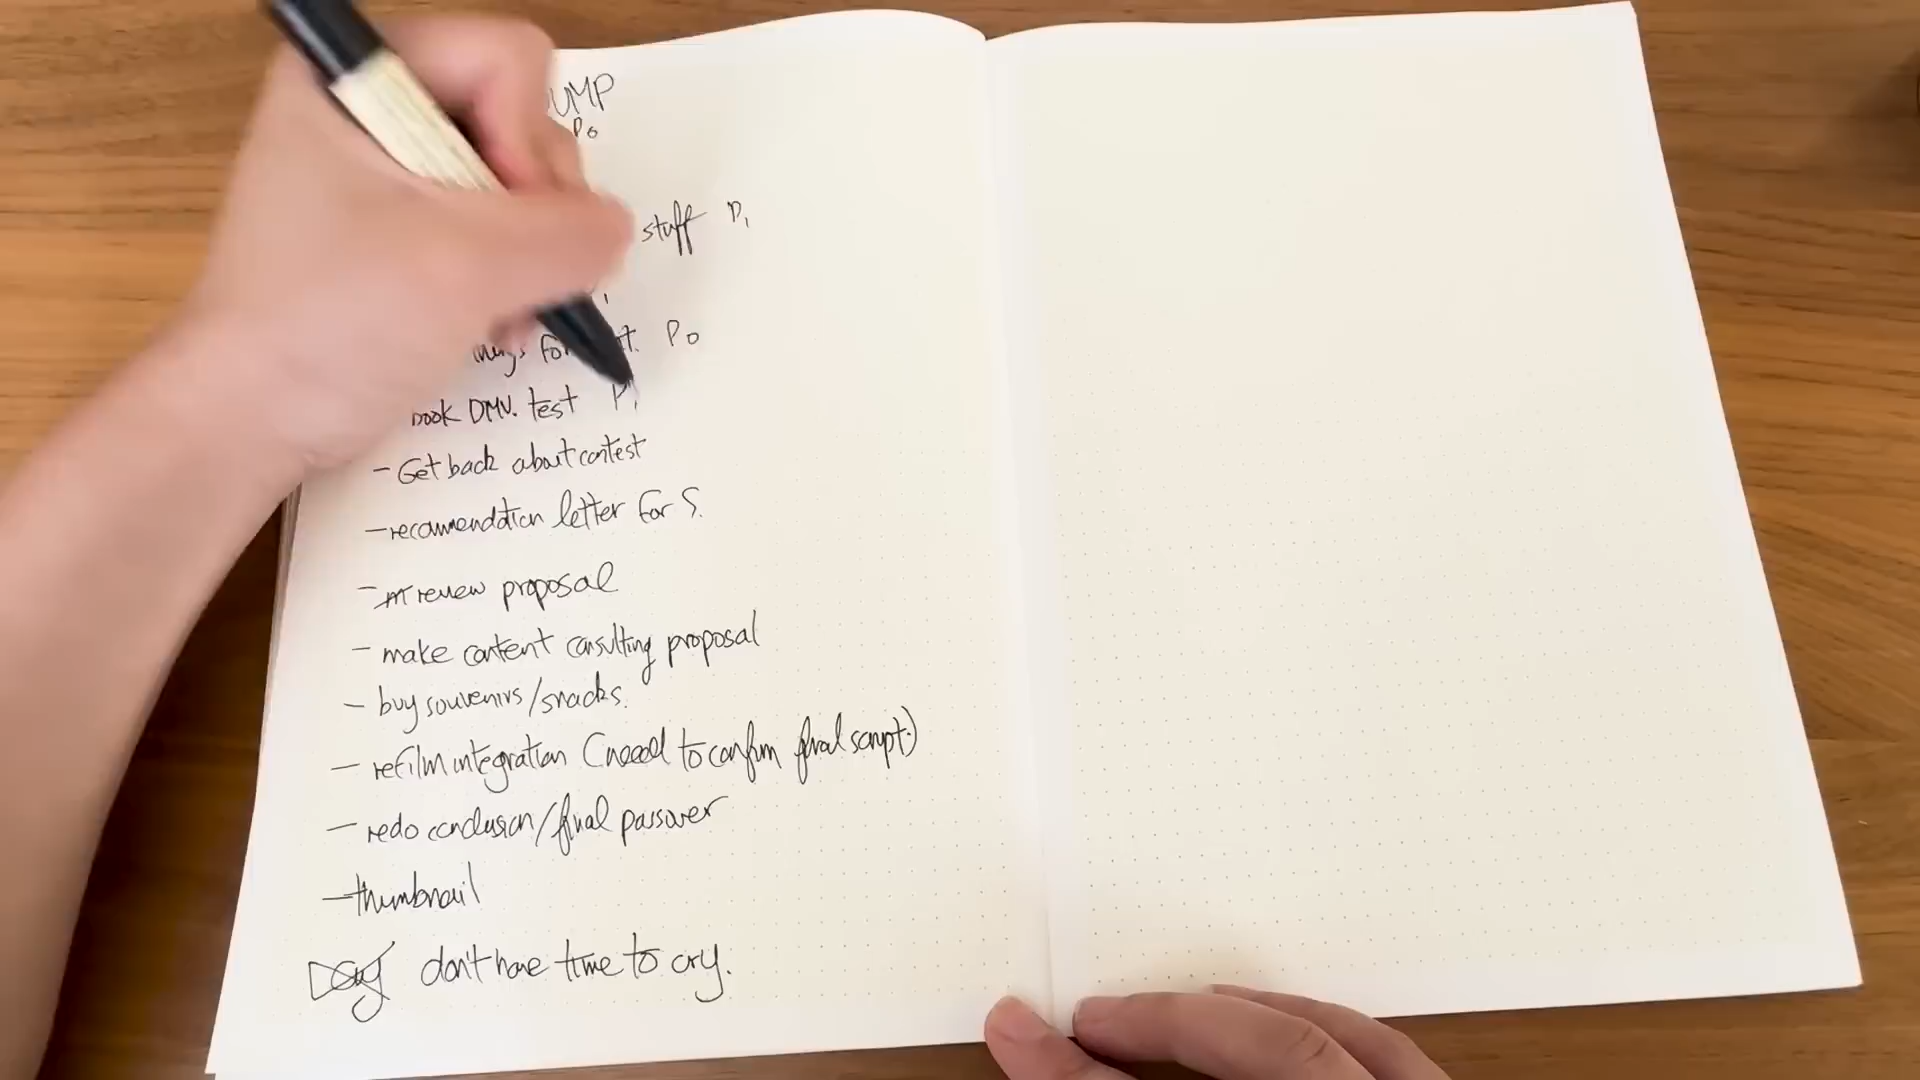 UMP
P0
stuff P1
things for P0
book DMV. test P1
- Get back about contest
- recommendation letter for S.
- review proposal
- make content consulting proposal
- buy souvenirs/snacks.
- refilm integration (need to confirm final script)
- redo conclusion/final passover
- thumbnail
don't have time to cry.